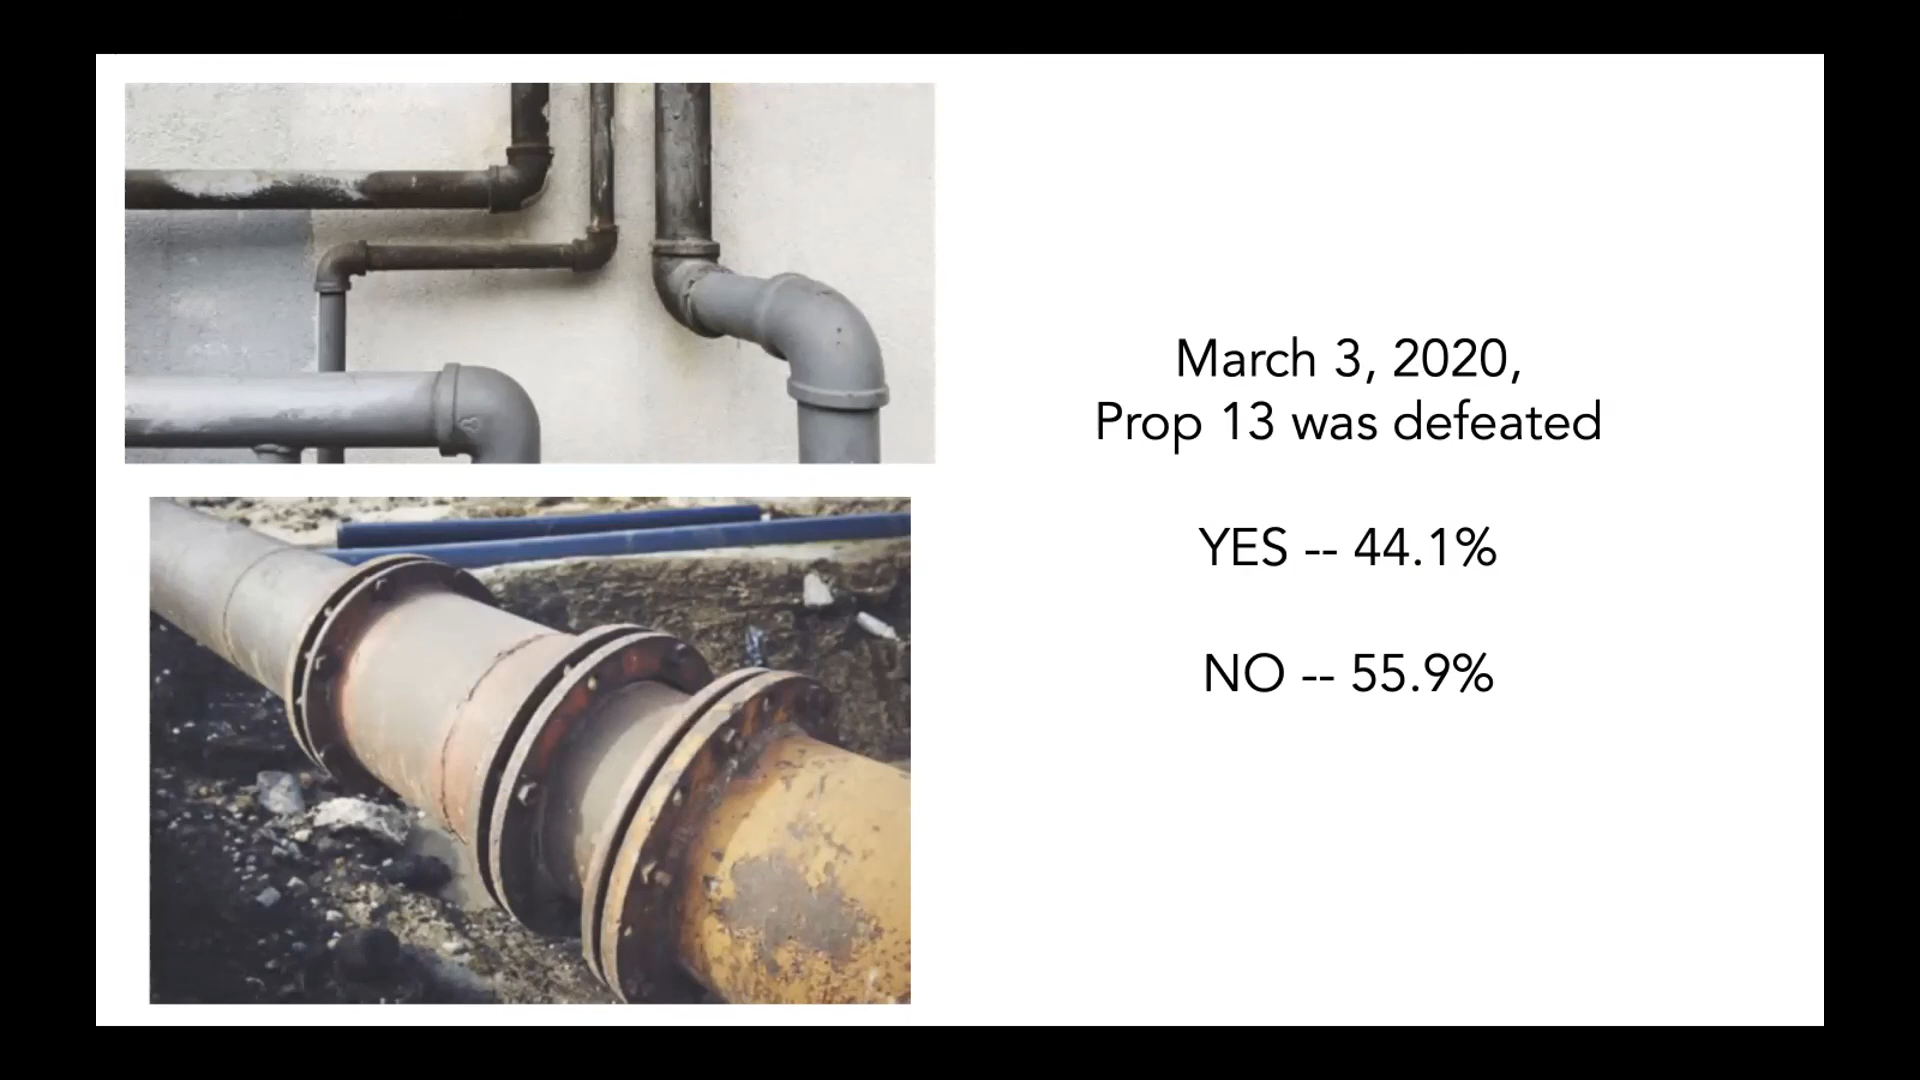 March 3, 2020,
Prop 13 was defeated
YES -- 44.1%
NO -- 55.9%